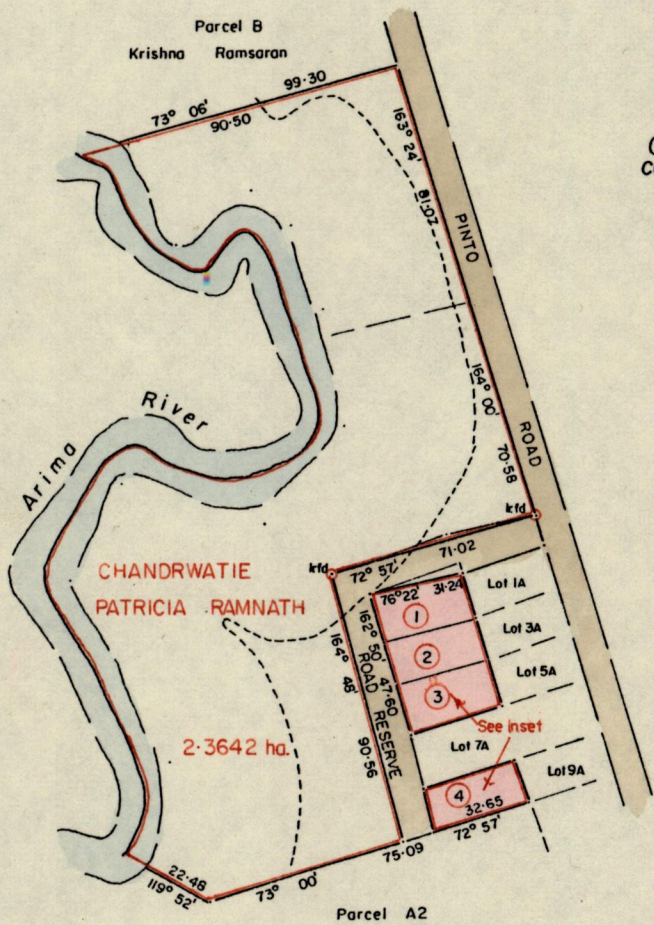 Parcel B
Krishna Ramsaran
99·30
73° 06'
90·50
163° 24'
81·02
PINTO
ROAD
164° 00'
70·58
Arima River
kfd
kfd
71·02
72° 57'
CHANDRWATIE
PATRICIA RAMNATH
76°22' 31·24
1
2
3
Lot 1A
Lot 3A
Lot 5A
162° 50' 47·60
ROAD RESERVE
90·56
See inset
Lot 7A
Lot 9A
2·3642 ha.
4
32·65
72° 57'
75·09
22·48
119° 52'
73° 00'
Parcel A2